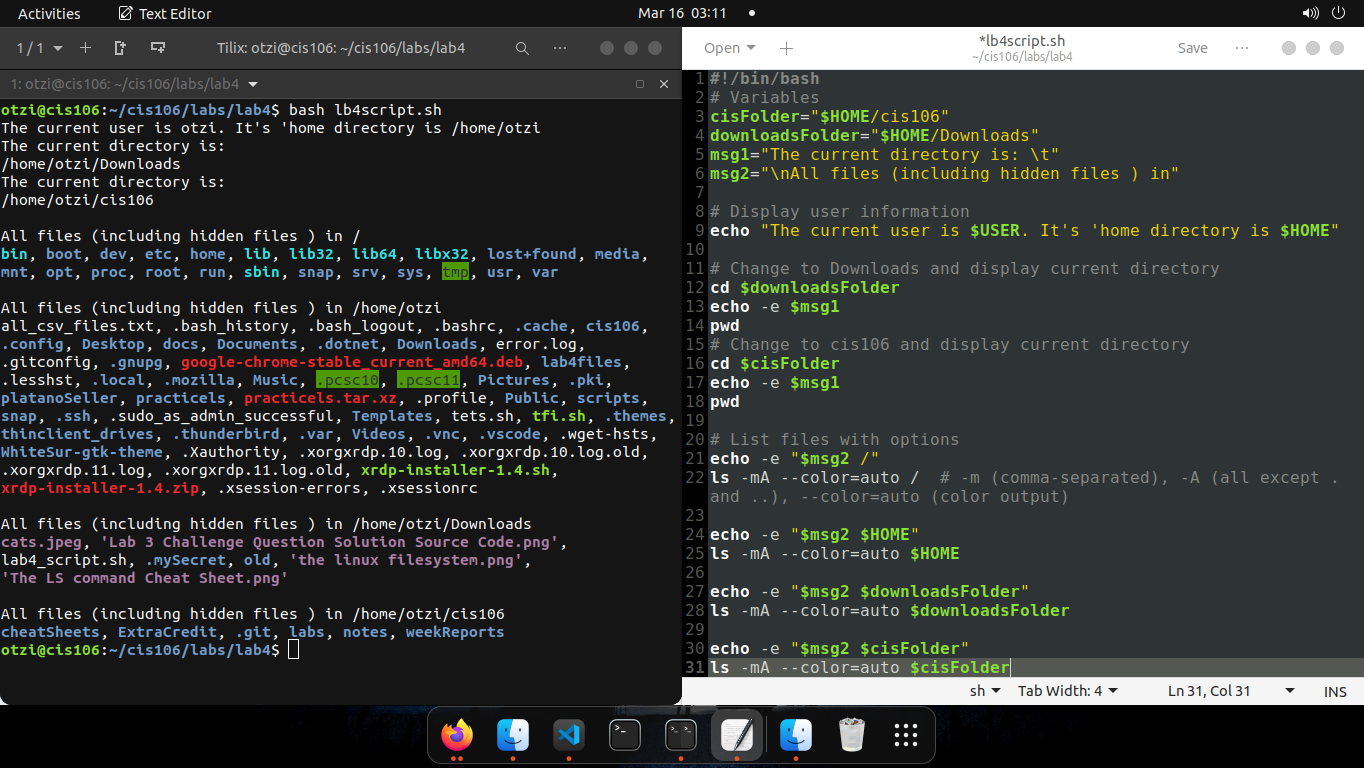 Activities
Text Editor
Mar 16 03:11
1 / 1
Tilix: otzi@cis106: ~/cis106/labs/lab4
1: otzi@cis106: ~/cis106/labs/lab4
otzi@cis106:~/cis106/labs/lab4$ bash lb4script.sh
The current user is otzi. It's 'home directory is /home/otzi
The current directory is:
/home/otzi/Downloads
The current directory is:
/home/otzi/cis106
All files (including hidden files ) in /
bin, boot, dev, etc, home, lib, lib32, lib64, libx32, lost+found, media,
mnt, opt, proc, root, run, sbin, snap, srv, sys, tmp, usr, var
All files (including hidden files ) in /home/otzi
all_csv_files.txt, .bash_history, .bash_logout, .bashrc, .cache, cis106,
.config, Desktop, docs, Documents, .dotnet, Downloads, error.log,
.gitconfig, .gnupg, google-chrome-stable_current_amd64.deb, lab4files,
.lesshst, .local, .mozilla, Music, .pcsc10, .pcsc11, Pictures, .pki,
platanoSeller, practicels, practicels.tar.xz, .profile, Public, scripts,
snap, .ssh, .sudo_as_admin_successful, Templates, tets.sh, tfi.sh, .themes,
thinclient_drives, .thunderbird, .var, Videos, .vnc, .vscode, .wget-hsts,
WhiteSur-gtk-theme, .Xauthority, .xorgxrdp.10.log, .xorgxrdp.10.log.old,
.xorgxrdp.11.log, .xorgxrdp.11.log.old, xrdp-installer-1.4.sh,
xrdp-installer-1.4.zip, .xsession-errors, .xsessionrc
All files (including hidden files ) in /home/otzi/Downloads
cats.jpeg, 'Lab 3 Challenge Question Solution Source Code.png',
lab4_script.sh, .mySecret, old, 'the linux filesystem.png',
'The LS command Cheat Sheet.png'
All files (including hidden files ) in /home/otzi/cis106
cheatSheets, ExtraCredit, .git, labs, notes, weekReports
otzi@cis106:~/cis106/labs/lab4$
Open
*lb4script.sh
~/cis106/labs/lab4
Save
1 #!/bin/bash
2 # Variables
3 cisFolder="$HOME/cis106"
4 downloadsFolder="$HOME/Downloads"
5 msg1="The current directory is: \t"
6 msg2="\nAll files (including hidden files ) in"
7
8 # Display user information
9 echo "The current user is $USER. It's 'home directory is $HOME"
10
11 # Change to Downloads and display current directory
12 cd $downloadsFolder
13 echo -e $msg1
14 pwd
15 # Change to cis106 and display current directory
16 cd $cisFolder
17 echo -e $msg1
18 pwd
19
20 # List files with options
21 echo -e "$msg2 /"
22 ls -mA --color=auto /  # -m (comma-separated), -A (all except .
and ..), --color=auto (color output)
23
24 echo -e "$msg2 $HOME"
25 ls -mA --color=auto $HOME
26
27 echo -e "$msg2 $downloadsFolder"
28 ls -mA --color=auto $downloadsFolder
29
30 echo -e "$msg2 $cisFolder"
31 ls -mA --color=auto $cisFolder
sh
Tab Width: 4
Ln 31, Col 31
INS